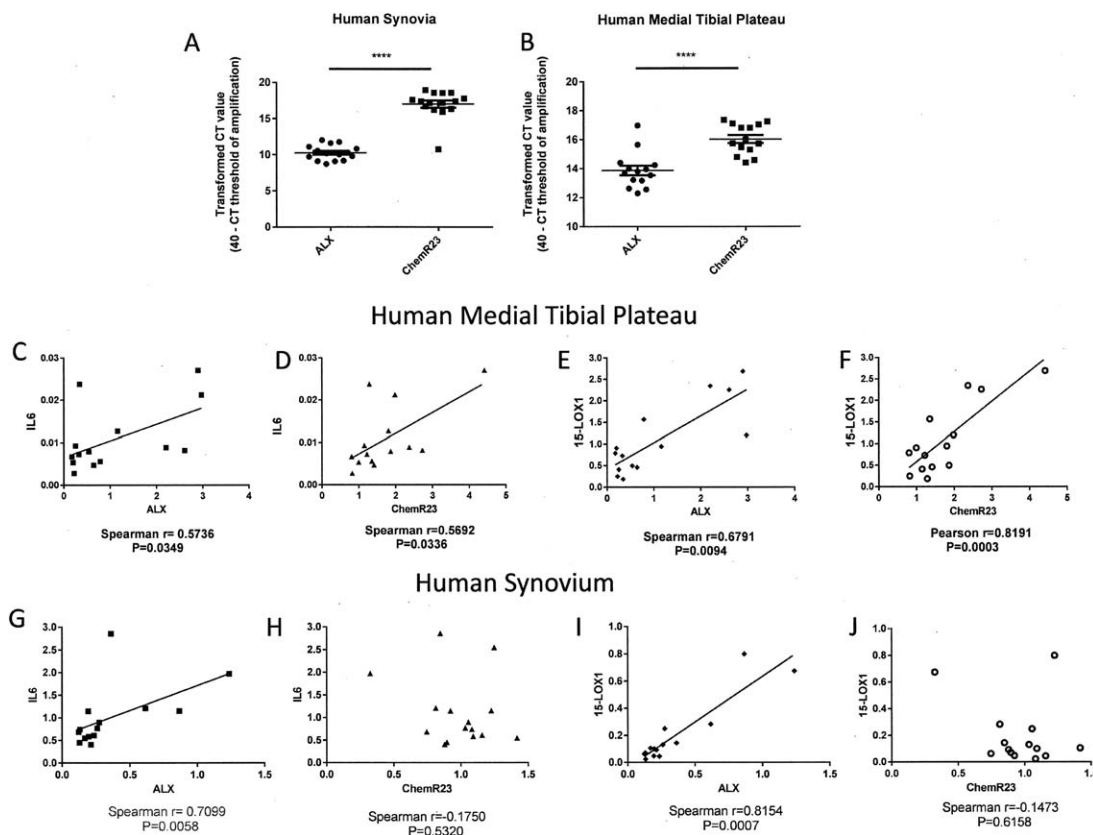 Human Synovia
A
****
Transformed CT value
(40 - CT threshold of amplification)
20
15
10
5
0
ALX
ChemR23
Human Medial Tibial Plateau
B
****
Transformed CT value
(40 - CT threshold of amplification)
20
18
16
14
12
10
ALX
ChemR23
Human Medial Tibial Plateau
C
IL6
0.03
0.02
0.01
0.00
0 1 2 3 4
ALX
Spearman r= 0.5736
P=0.0349
D
IL6
0.03
0.02
0.01
0.00
0 1 2 3 4 5
ChemR23
Spearman r=0.5692
P=0.0336
E
15-LOX1
3.0
2.5
2.0
1.5
1.0
0.5
0.0
0 1 2 3 4
ALX
Spearman r=0.6791
P=0.0094
F
15-LOX1
3.0
2.5
2.0
1.5
1.0
0.5
0.0
0 1 2 3 4 5
ChemR23
Pearson r=0.8191
P=0.0003
Human Synovium
G
IL6
3.0
2.5
2.0
1.5
1.0
0.5
0.0
0.0 0.5 1.0 1.5
ALX
Spearman r= 0.7099
P=0.0058
H
IL6
3.0
2.5
2.0
1.5
1.0
0.5
0.0
0.0 0.5 1.0 1.5
ChemR23
Spearman r=-0.1750
P=0.5320
I
15-LOX1
1.0
0.8
0.6
0.4
0.2
0.0
0.0 0.5 1.0 1.5
ALX
Spearman r=0.8154
P=0.0007
J
15-LOX1
1.0
0.8
0.6
0.4
0.2
0.0
0.0 0.5 1.0 1.5
ChemR23
Spearman r=-0.1473
P=0.6158